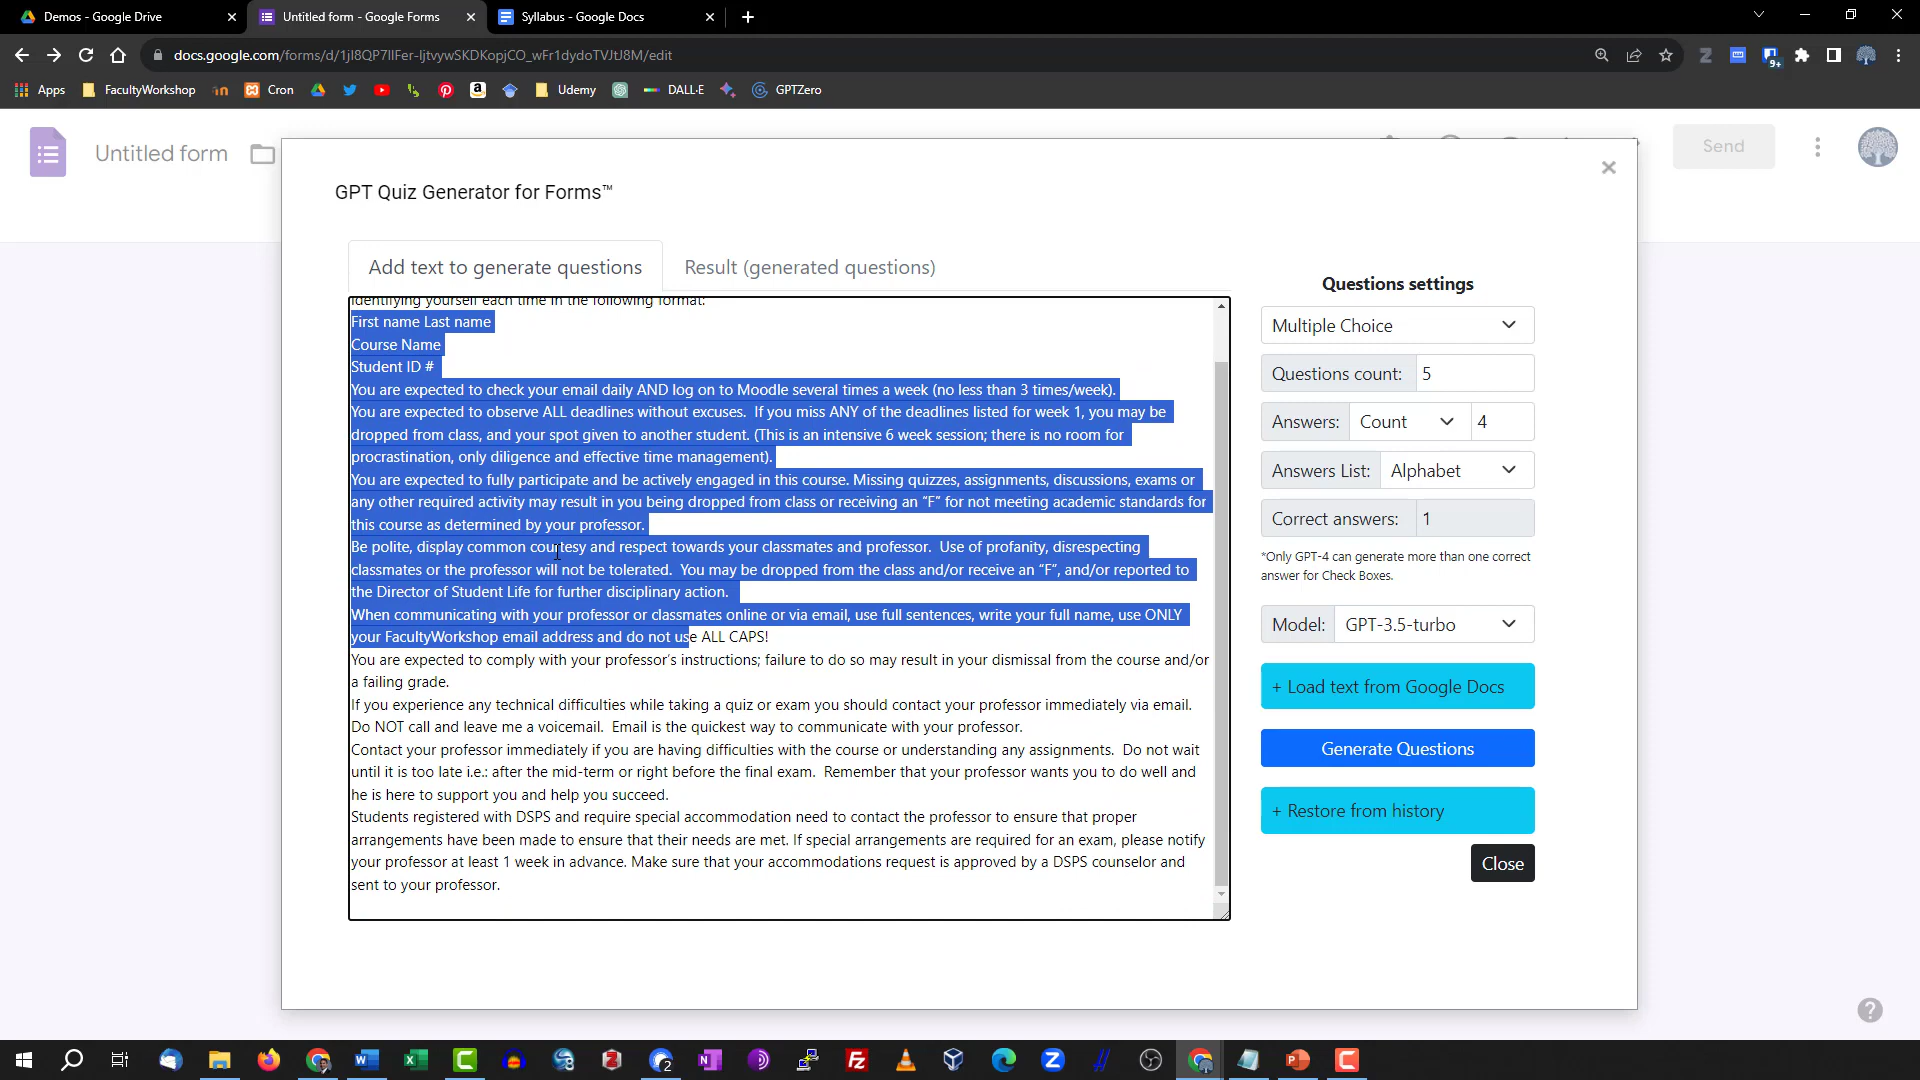 Demos - Google Drive
Untitled form - Google Forms
Syllabus - Google Docs
docs.google.com/forms/d/1jI8QP7IIFer-IjtvywSKDKopjCO_wFr1dydoTVJtJ8M/edit
9+
Apps
FacultyWorkshop
Cron
Udemy
DALL·E
GPTZero
Untitled form
Send
GPT Quiz Generator for Forms™
Add text to generate questions
Result (generated questions)
identifying yourself each time in the following format:
First name Last name
Course Name
Student ID #
You are expected to check your email daily AND log on to Moodle several times a week (no less than 3 times/week).
You are expected to observe ALL deadlines without excuses.  If you miss ANY of the deadlines listed for week 1, you may be
dropped from class, and your spot given to another student. (This is an intensive 6 week session; there is no room for
procrastination, only diligence and effective time management).
You are expected to fully participate and be actively engaged in this course. Missing quizzes, assignments, discussions, exams or
any other required activity may result in you being dropped from class or receiving an “F” for not meeting academic standards for
this course as determined by your professor.
Be polite, display common courtesy and respect towards your classmates and professor.  Use of profanity, disrespecting
classmates or the professor will not be tolerated.  You may be dropped from the class and/or receive an “F”, and/or reported to
the Director of Student Life for further disciplinary action.
When communicating with your professor or classmates online or via email, use full sentences, write your full name, use ONLY
your FacultyWorkshop email address and do not use ALL CAPS!
You are expected to comply with your professor's instructions; failure to do so may result in your dismissal from the course and/or
a failing grade.
If you experience any technical difficulties while taking a quiz or exam you should contact your professor immediately via email.
Do NOT call and leave me a voicemail.  Email is the quickest way to communicate with your professor.
Contact your professor immediately if you are having difficulties with the course or understanding any assignments.  Do not wait
until it is too late i.e.: after the mid-term or right before the final exam.  Remember that your professor wants you to do well and
he is here to support you and help you succeed.
Students registered with DSPS and require special accommodation need to contact the professor to ensure that proper
arrangements have been made to ensure that their needs are met. If special arrangements are required for an exam, please notify
your professor at least 1 week in advance. Make sure that your accommodations request is approved by a DSPS counselor and
sent to your professor.
Questions settings
Multiple Choice
Questions count: 5
Answers: Count 4
Answers List: Alphabet
Correct answers: 1
*Only GPT-4 can generate more than one correct
answer for Check Boxes.
Model: GPT-3.5-turbo
+ Load text from Google Docs
Generate Questions
+ Restore from history
Close